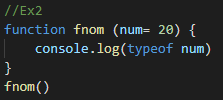 //Ex2
function fnom (num= 20) {
    console.log(typeof num)
}
fnom()